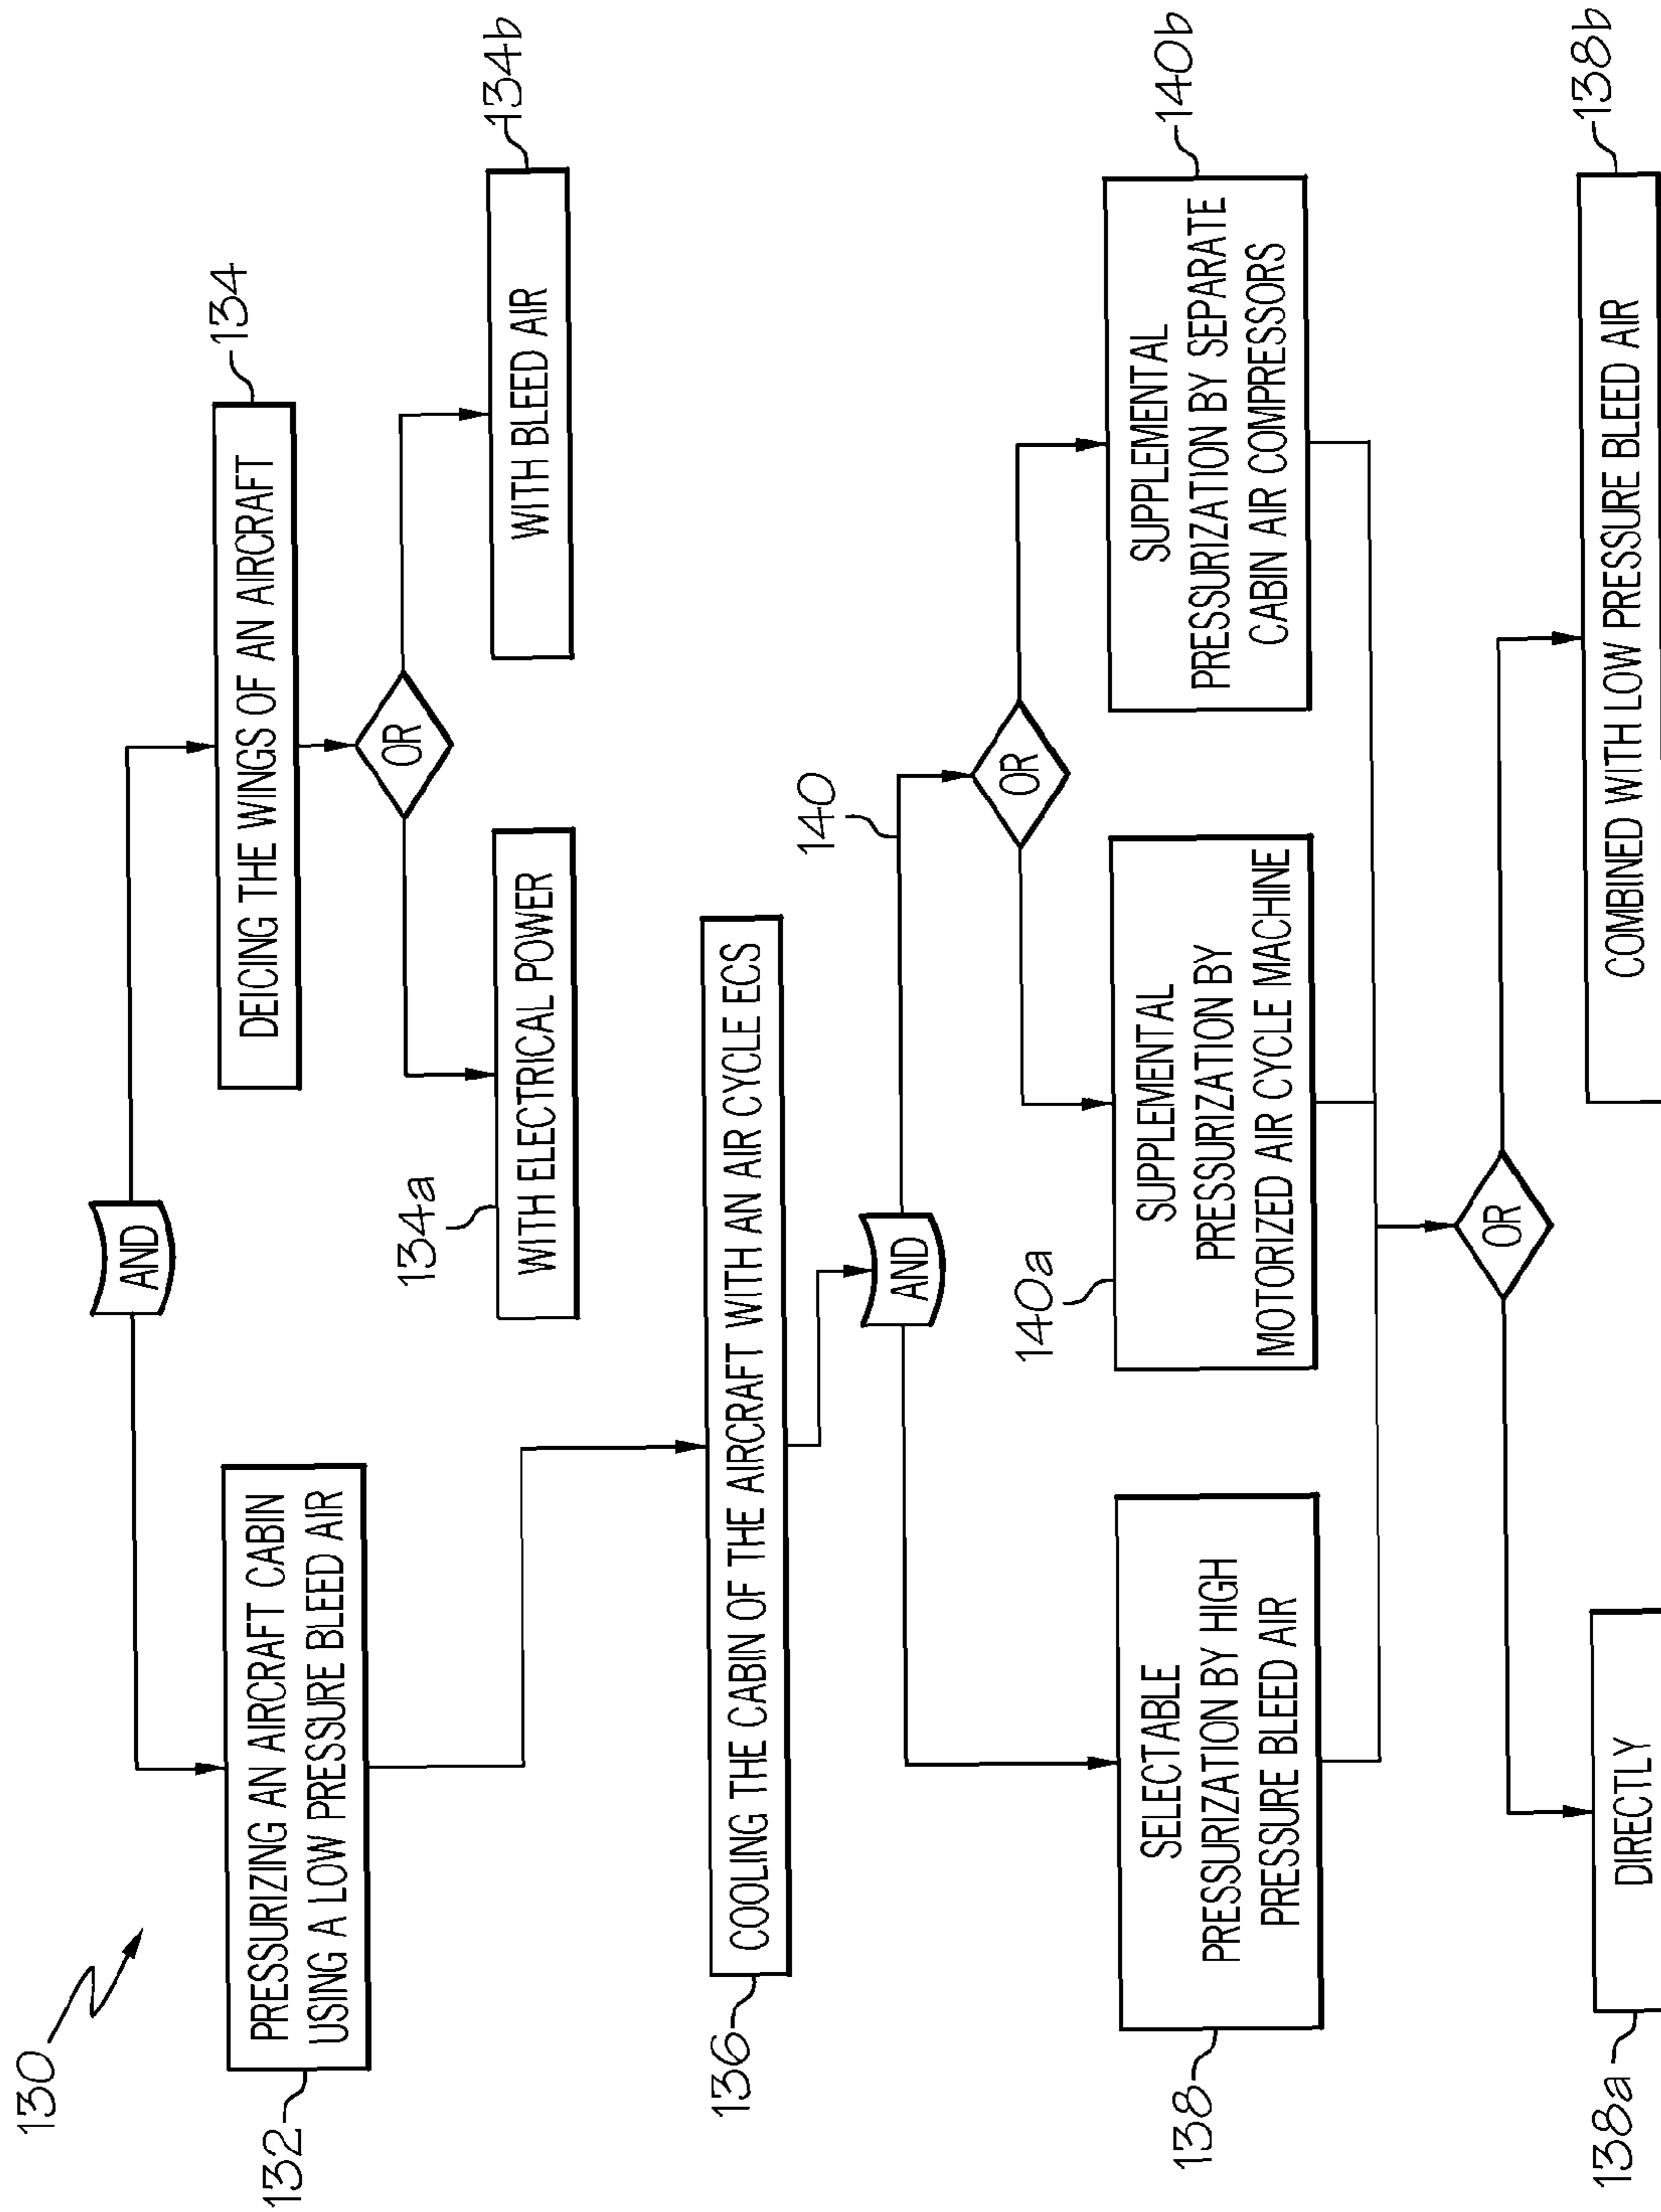 130
AND
132
PRESSURIZING AN AIRCRAFT CABIN
USING A LOW PRESSURE BLEED AIR
DEICING THE WINGS OF AN AIRCRAFT
134
OR
134a
WITH ELECTRICAL POWER
WITH BLEED AIR
134b
136
COOLING THE CABIN OF THE AIRCRAFT WITH AN AIR CYCLE ECS
AND
140
OR
138
SELECTABLE
PRESSURIZATION BY HIGH
PRESSURE BLEED AIR
140a
SUPPLEMENTAL
PRESSURIZATION BY
MOTORIZED AIR CYCLE MACHINE
SUPPLEMENTAL
PRESSURIZATION BY SEPARATE
CABIN AIR COMPRESSORS
140b
OR
138a
DIRECTLY
COMBINED WITH LOW PRESSURE BLEED AIR
138b